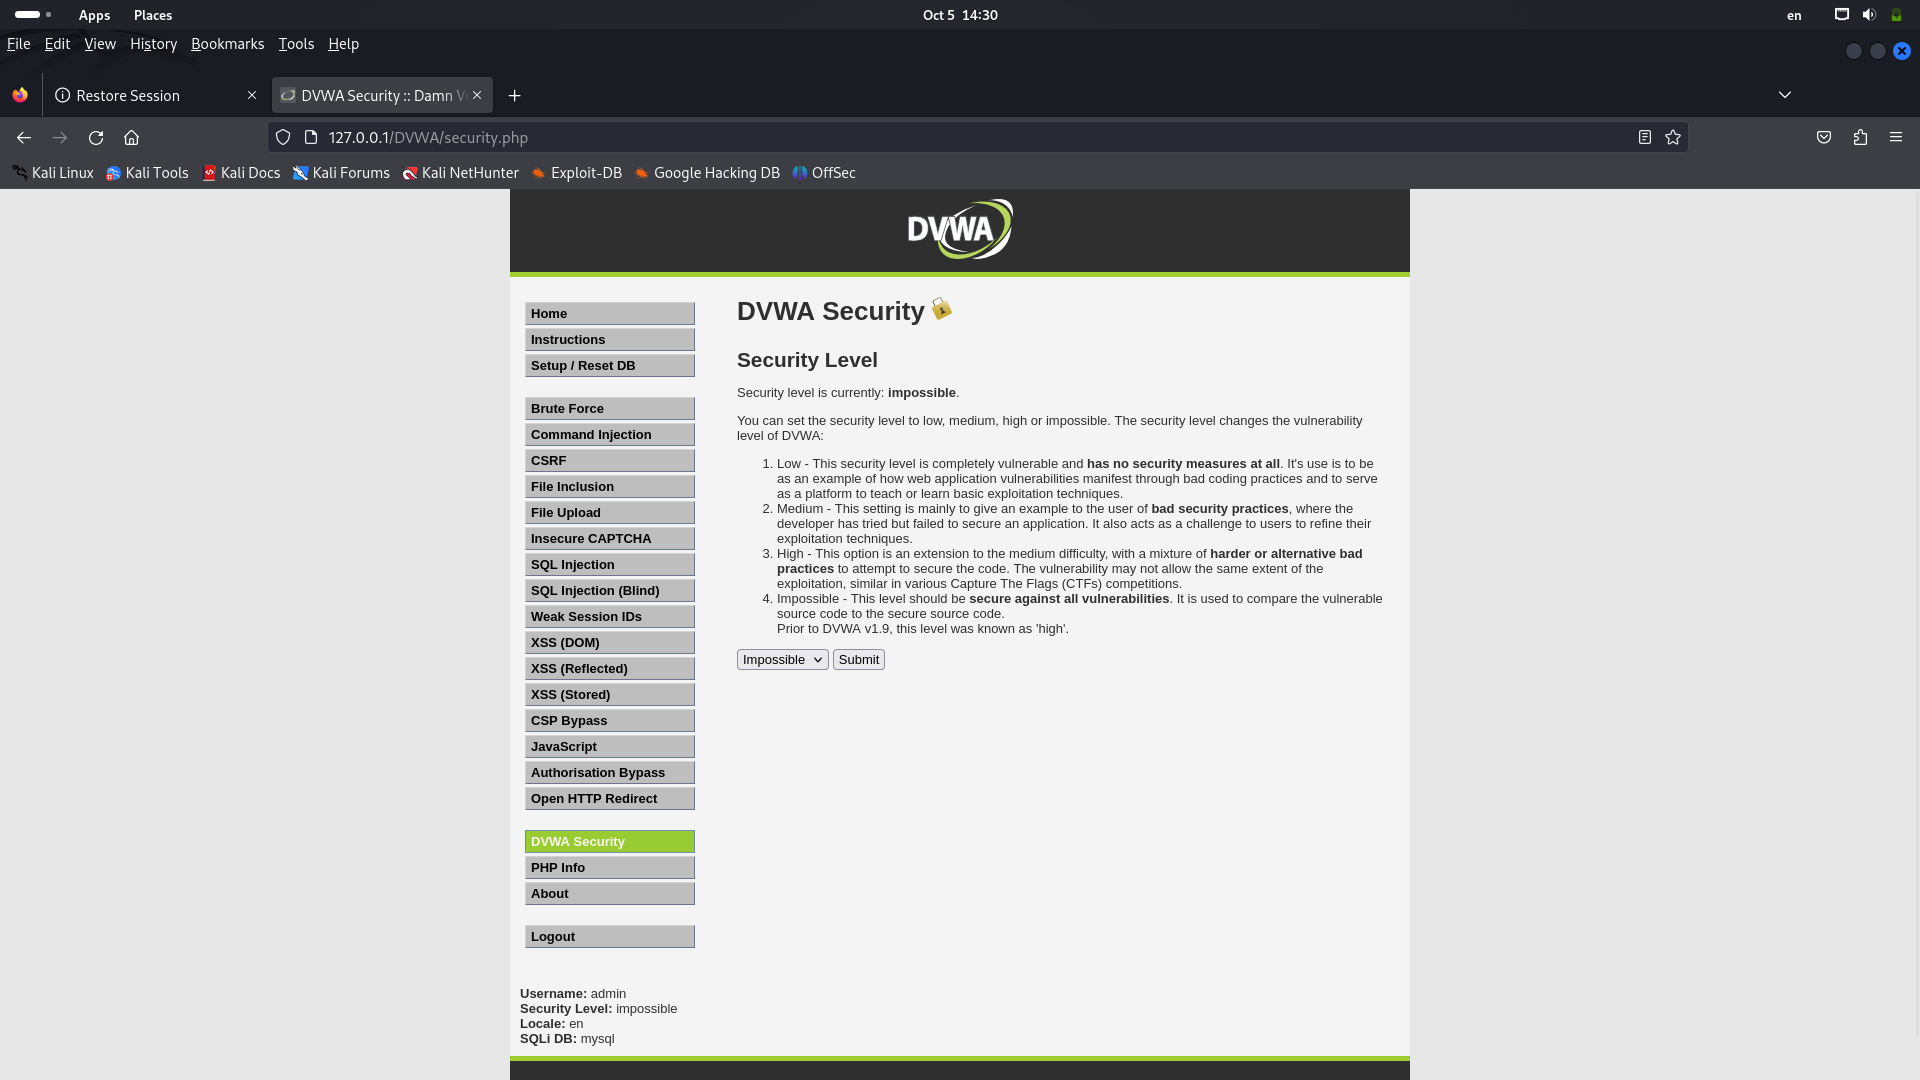 Apps Places Oct 5 14:30 en
File Edit View History Bookmarks Tools Help
Restore Session DVWA Security :: Damn V
127.0.0.1/DVWA/security.php
Kali Linux Kali Tools Kali Docs Kali Forums Kali NetHunter Exploit-DB Google Hacking DB OffSec
DVWA
Home
Instructions
Setup / Reset DB
Brute Force
Command Injection
CSRF
File Inclusion
File Upload
Insecure CAPTCHA
SQL Injection
SQL Injection (Blind)
Weak Session IDs
XSS (DOM)
XSS (Reflected)
XSS (Stored)
CSP Bypass
JavaScript
Authorisation Bypass
Open HTTP Redirect
DVWA Security
PHP Info
About
Logout
DVWA Security
Security Level
Security level is currently: impossible.
You can set the security level to low, medium, high or impossible. The security level changes the vulnerability
level of DVWA:
1. Low - This security level is completely vulnerable and has no security measures at all. It's use is to be
as an example of how web application vulnerabilities manifest through bad coding practices and to serve
as a platform to teach or learn basic exploitation techniques.
2. Medium - This setting is mainly to give an example to the user of bad security practices, where the
developer has tried but failed to secure an application. It also acts as a challenge to users to refine their
exploitation techniques.
3. High - This option is an extension to the medium difficulty, with a mixture of harder or alternative bad
practices to attempt to secure the code. The vulnerability may not allow the same extent of the
exploitation, similar in various Capture The Flags (CTFs) competitions.
4. Impossible - This level should be secure against all vulnerabilities. It is used to compare the vulnerable
source code to the secure source code.
Prior to DVWA v1.9, this level was known as 'high'.
Impossible Submit
Username: admin
Security Level: impossible
Locale: en
SQLi DB: mysql